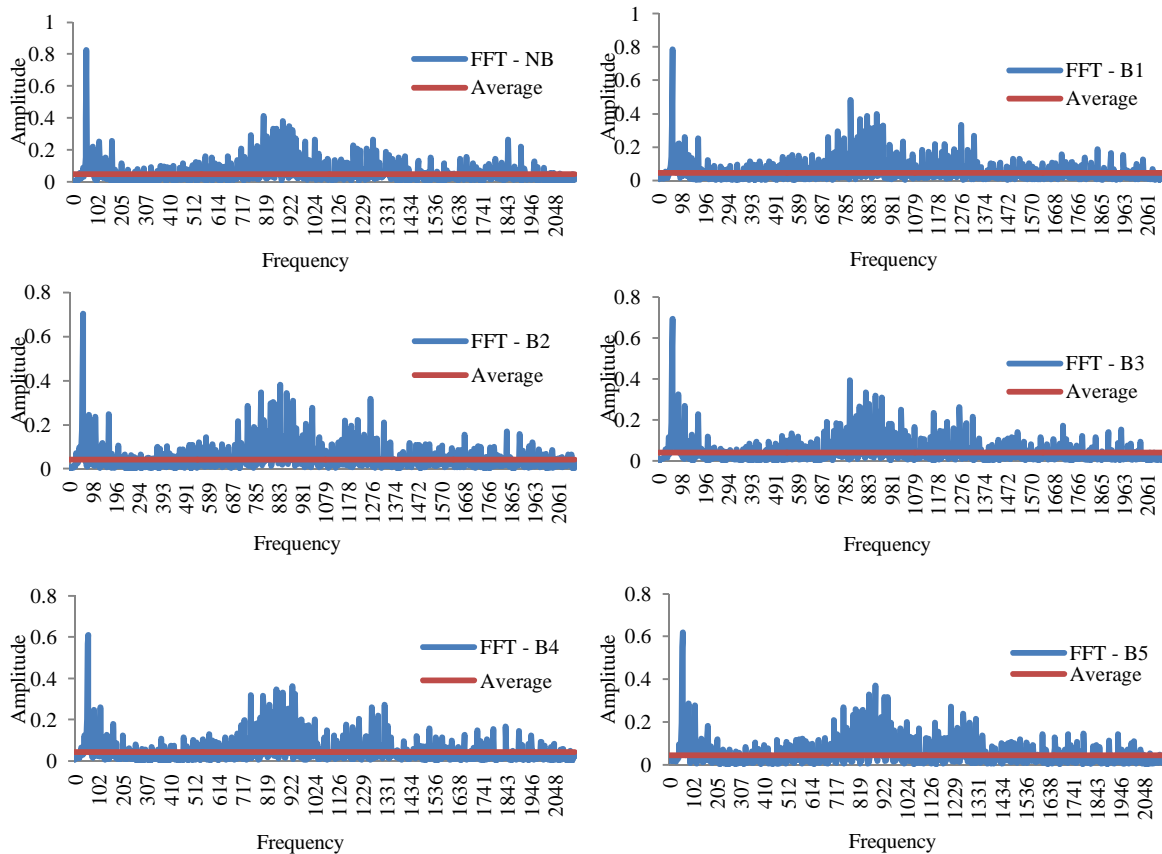 1
0.8
0.6
0.4
0.2
0
Amplitude
FFT - NB
Average
0 102 205 307 410 512 614 717 819 922 1024 1126 1229 1331 1434 1536 1638 1741 1843 1946 2048
Frequency
1
0.8
0.6
0.4
0.2
0
Amplitude
FFT - B1
Average
0 98 196 294 393 491 589 687 785 883 981 1079 1178 1276 1374 1472 1570 1668 1766 1865 1963 2061
Frequency
0.8
0.6
0.4
0.2
0
Amplitude
FFT - B2
Average
0 98 196 294 393 491 589 687 785 883 981 1079 1178 1276 1374 1472 1570 1668 1766 1865 1963 2061
Frequency
0.8
0.6
0.4
0.2
0
Amplitude
FFT - B3
Average
0 98 196 294 393 491 589 687 785 883 981 1079 1178 1276 1374 1472 1570 1668 1766 1865 1963 2061
Frequency
0.8
0.6
0.4
0.2
0
Amplitude
FFT - B4
Average
0 102 205 307 410 512 614 717 819 922 1024 1126 1229 1331 1434 1536 1638 1741 1843 1946 2048
Frequency
0.8
0.6
0.4
0.2
0
Amplitude
FFT - B5
Average
0 102 205 307 410 512 614 717 819 922 1024 1126 1229 1331 1434 1536 1638 1741 1843 1946 2048
Frequency